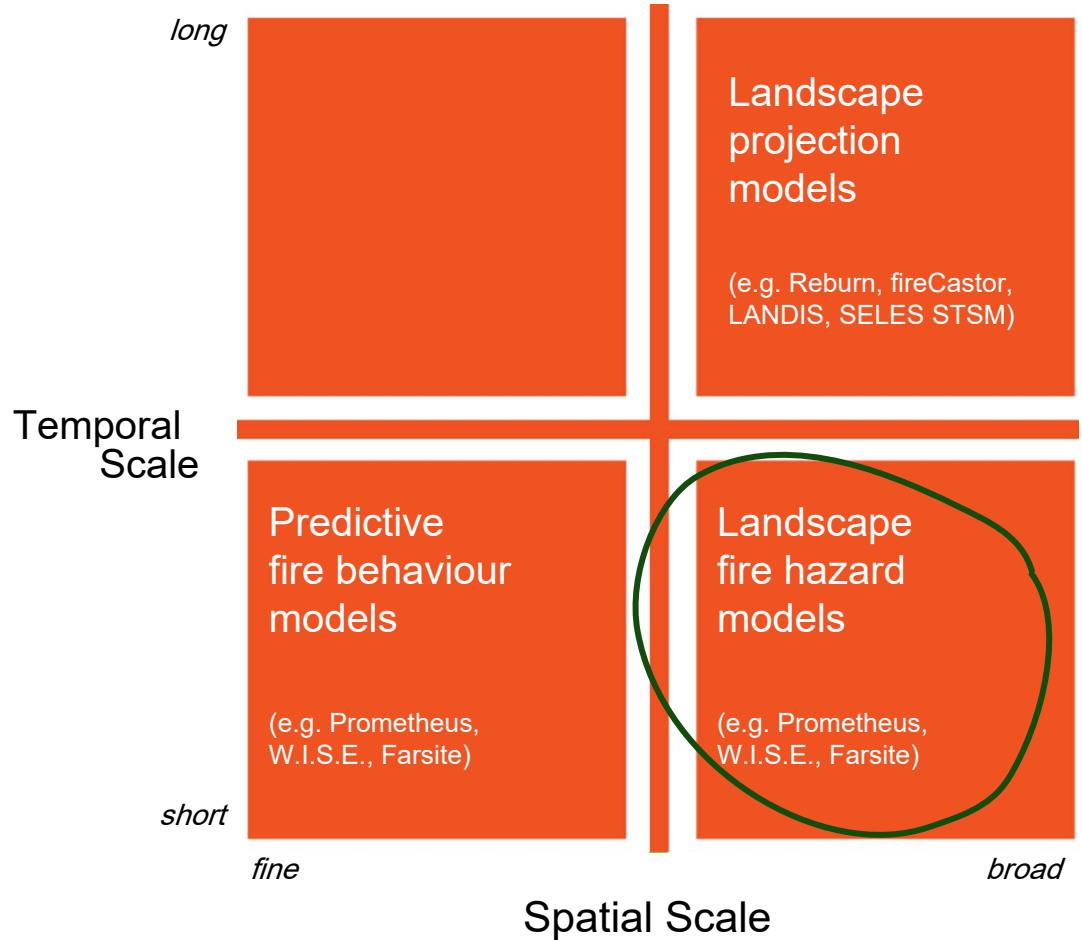 long
Landscape
projection
models
(e.g. Reburn, fireCastor,
LANDIS, SELES STSM)
Temporal
Scale
Predictive
fire behaviour
models
(e.g. Prometheus,
W.I.S.E., Farsite)
Landscape
fire hazard
models
(e.g. Prometheus,
W.I.S.E., Farsite)
short
fine
broad
Spatial Scale